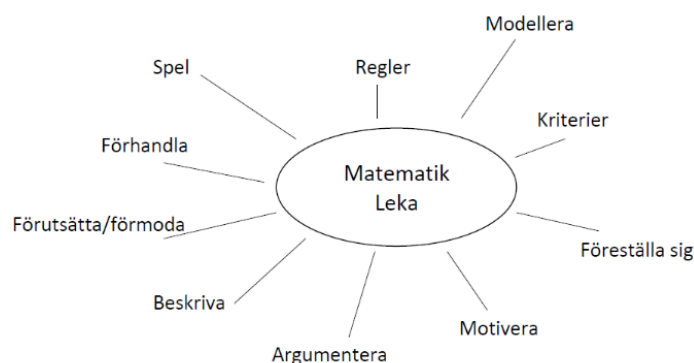 Modellera
Spel
Regler
Kriterier
Förhandla
Matematik
Leka
Förutsätta/förmoda
Föreställa sig
Beskriva
Motivera
Argumentera